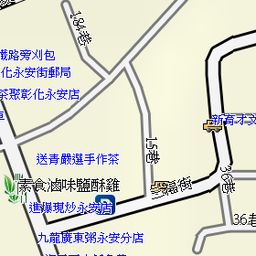 184巷
鐵路旁刈包
化永安街郵局
茶聚彰化永安店
新育才文
送青嚴選手作茶
15巷
素食滷味鹽酥雞
36巷
進爆現炒永安店
36巷
九龍廣東粥永安分店